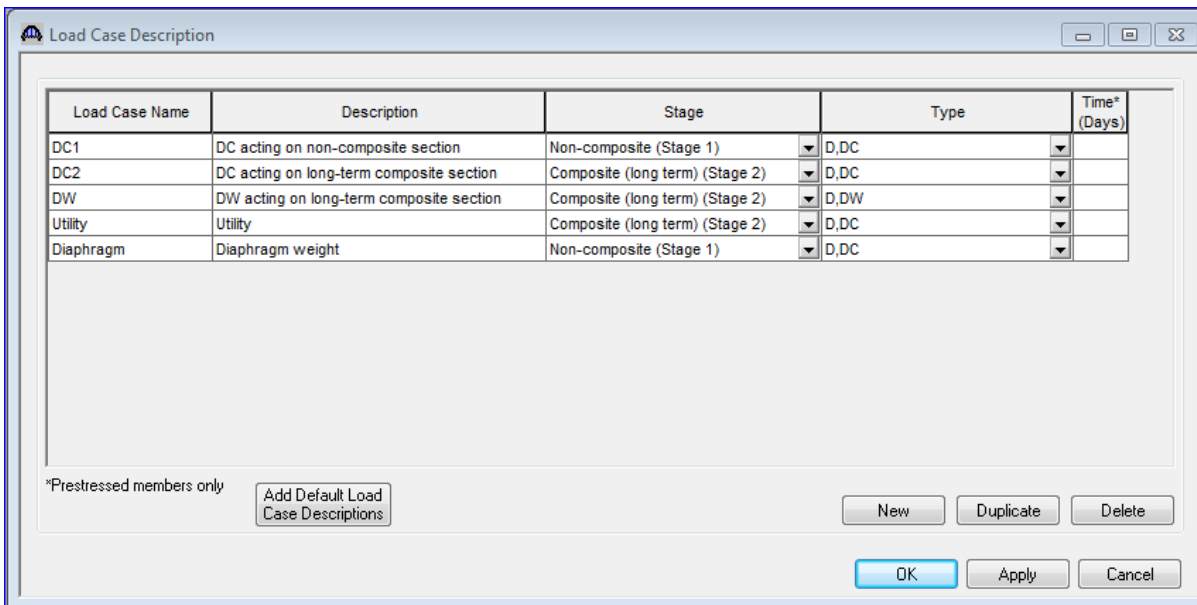 Load Case Description
Load Case Name Description Stage Type Time* (Days)
DC1 DC acting on non-composite section Non-composite (Stage 1) D,DC
DC2 DC acting on long-term composite section Composite (long term) (Stage 2) D,DC
DW DW acting on long-term composite section Composite (long term) (Stage 2) D,DW
Utility Utility Composite (long term) (Stage 2) D,DC
Diaphragm Diaphragm weight Non-composite (Stage 1) D,DC
*Prestressed members only
Add Default Load
Case Descriptions
New Duplicate Delete
OK Apply Cancel